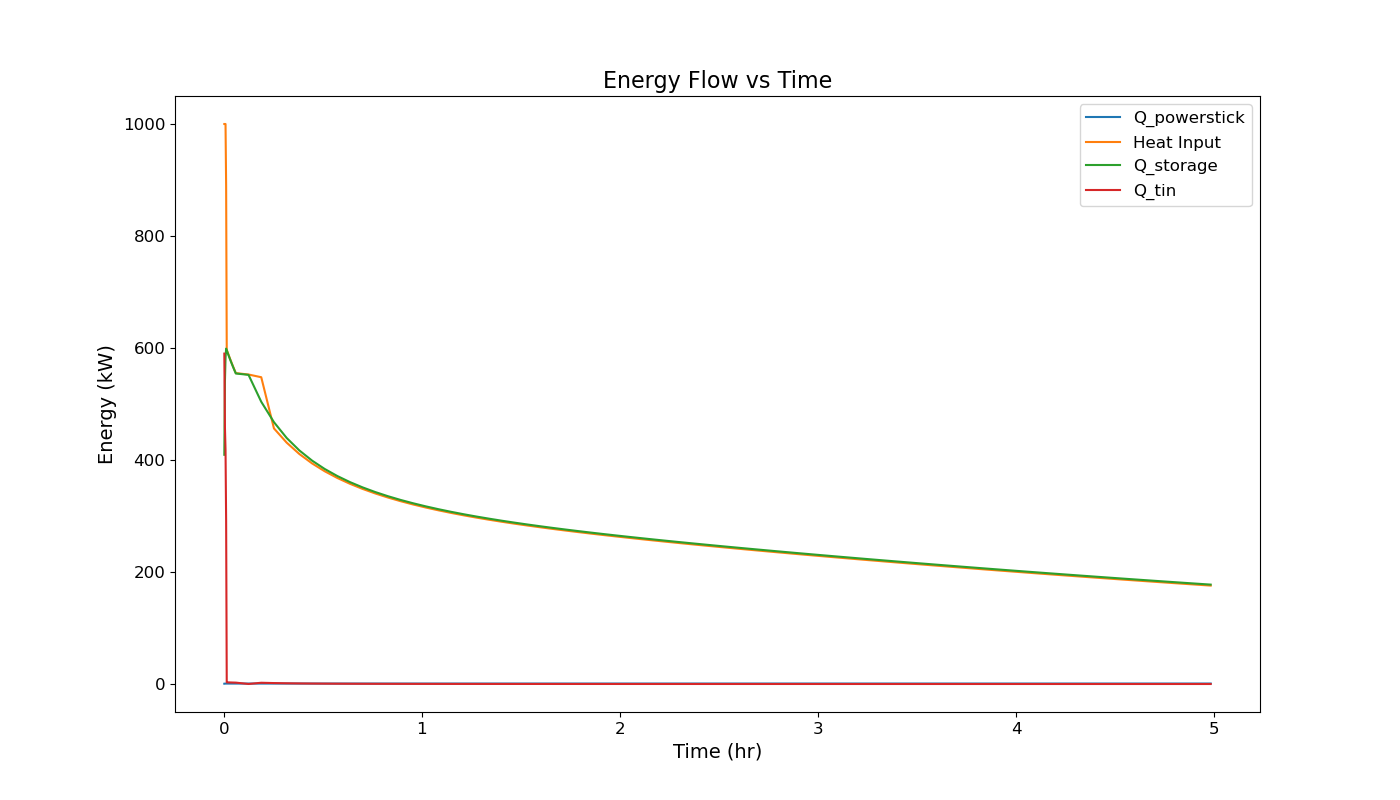 Energy Flow vs Time
Q_powerstick
Heat Input
Q_storage
Q_tin
1000
800
600
400
200
0
Energy (kW)
0 1 2 3 4 5
Time (hr)